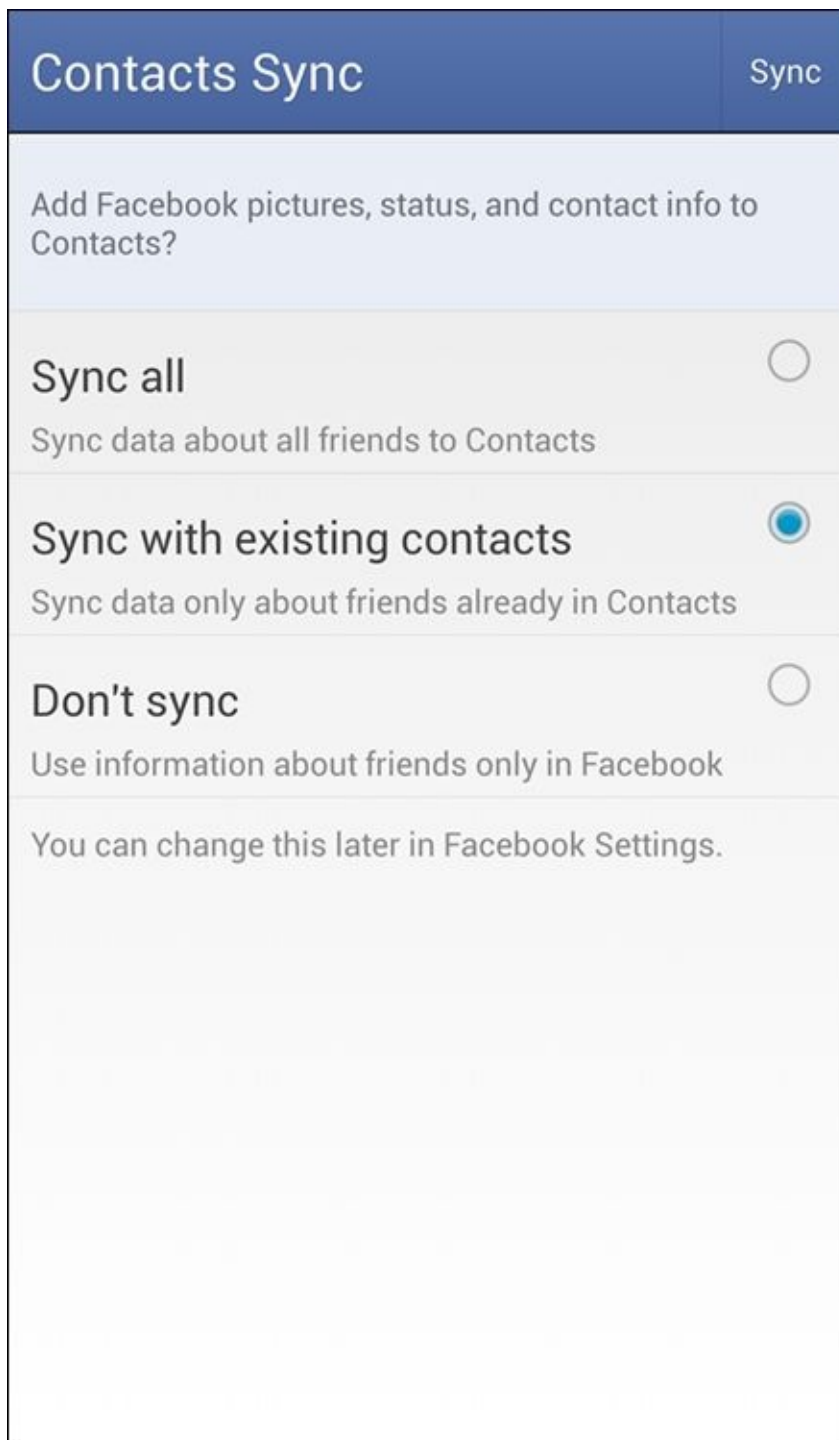 Contacts Sync
Sync
Add Facebook pictures, status, and contact info to
Contacts?
Sync all
Sync data about all friends to Contacts
Sync with existing contacts
Sync data only about friends already in Contacts
Don't sync
Use information about friends only in Facebook
You can change this later in Facebook Settings.